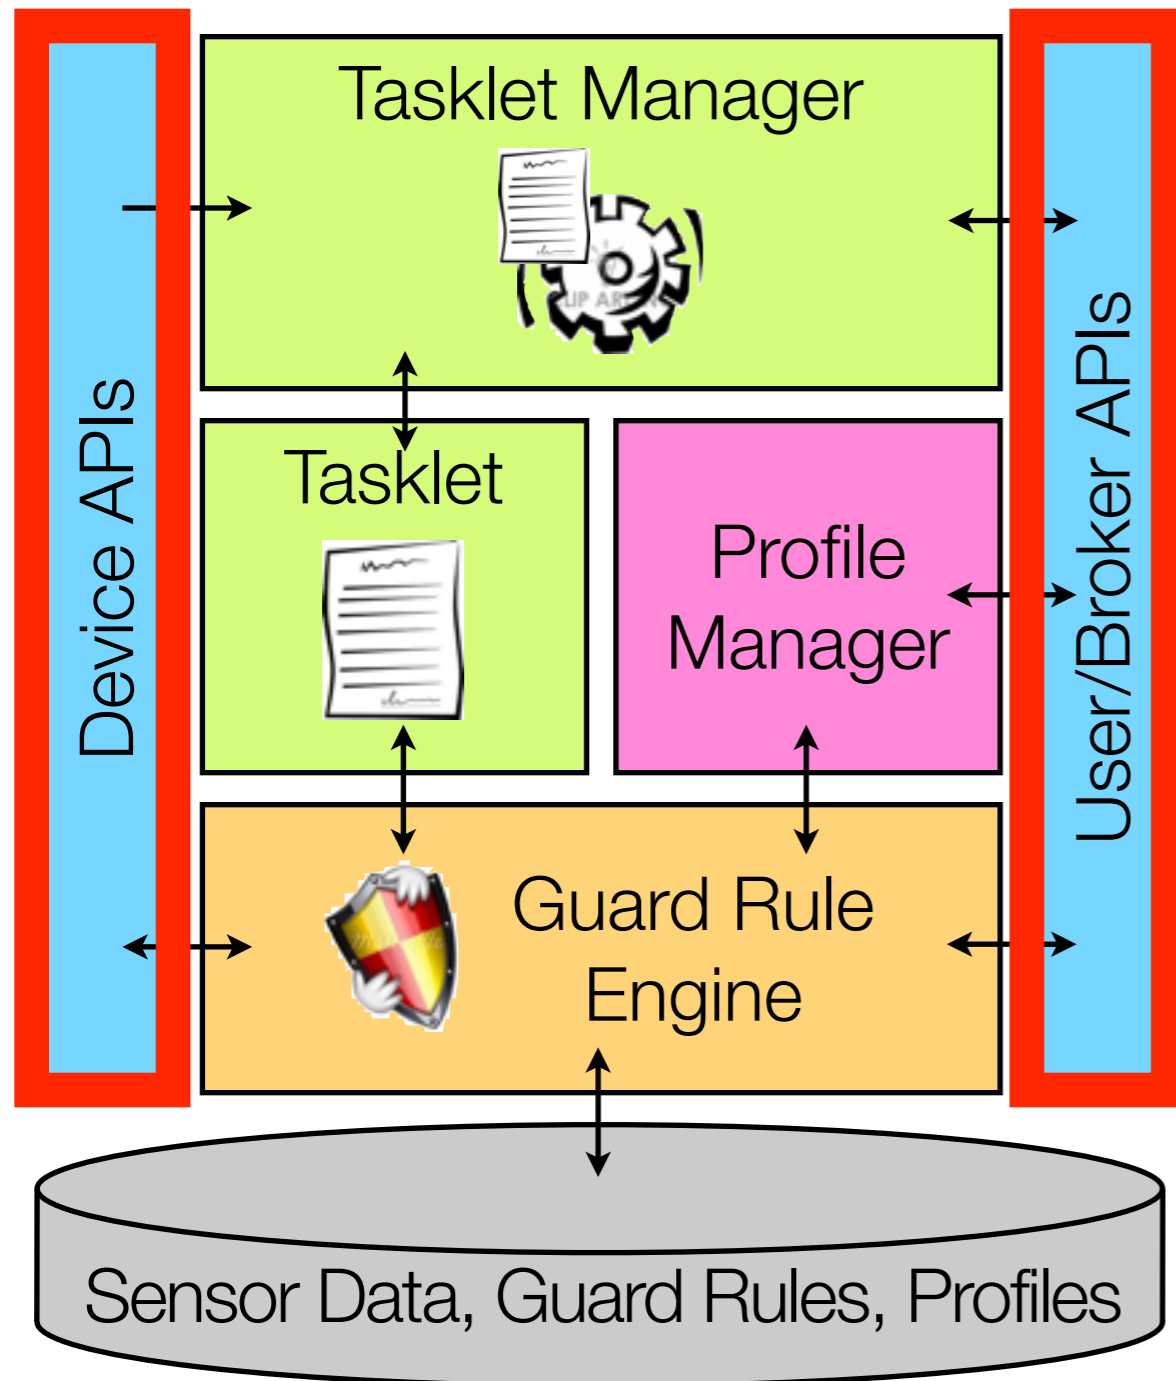 Tasklet Manager
Device APIs
User/Broker APIs
Tasklet
Profile
Manager
Guard Rule
Engine
Sensor Data, Guard Rules, Profiles